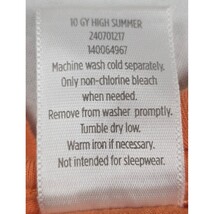 10 GY HIGH SUMMER
240701217
140064967
Machine wash cold separately.
Only non-chlorine bleach
when needed.
Remove from washer promptly.
Tumble dry low.
Warm iron if necessary.
Not intended for sleepwear.